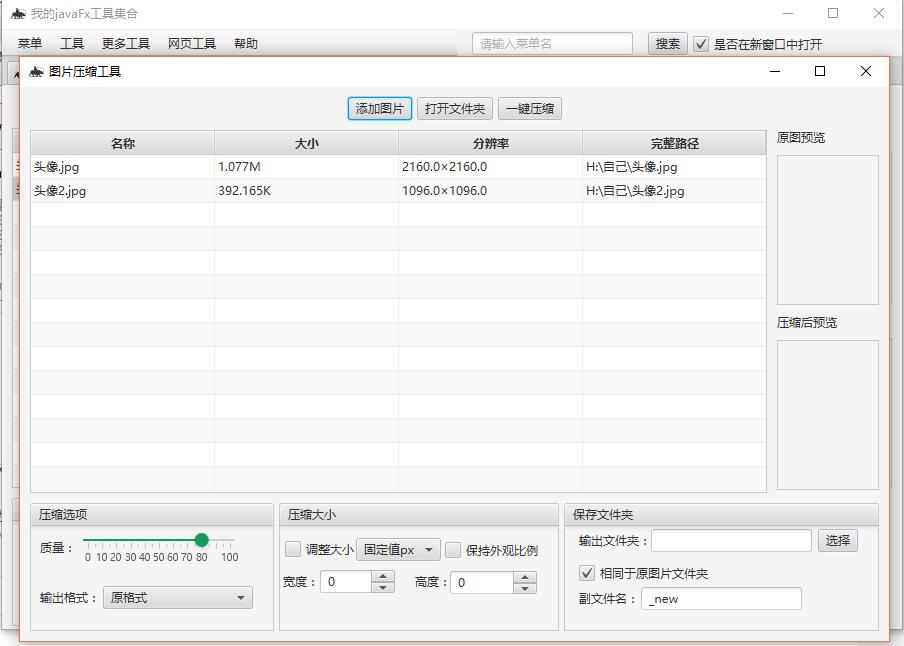 我的javaFx工具集合
菜单 工具 更多工具 网页工具 帮助 请输入菜单名 搜索 是否在新窗口中打开
图片压缩工具
添加图片 打开文件夹 一键压缩
名称 大小 分辨率 完整路径 原图预览
头像.jpg 1.077M 2160.0×2160.0 H:\自己\头像.jpg
头像2.jpg 392.165K 1096.0×1096.0 H:\自己\头像2.jpg
压缩后预览
压缩选项 压缩大小 保存文件夹
质量: 0 10 20 30 40 50 60 70 80 100 调整大小 固定值px 保持外观比例 输出文件夹: 选择
宽度: 0 高度: 0 相同于原图片文件夹
输出格式: 原格式 副文件名: _new